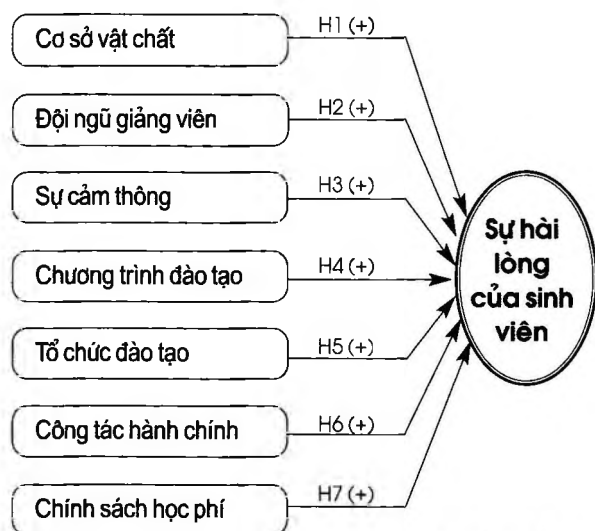 Cơ sở vật chất
H1 (+)
Đội ngũ giảng viên
H2 (+)
Sự cảm thông
H3 (+)
Chương trình đào tạo
H4 (+)
Tổ chức đào tạo
H5 (+)
Công tác hành chính
H6 (+)
Chính sách học phí
H7 (+)
Sự hài
lòng
của sinh
viên